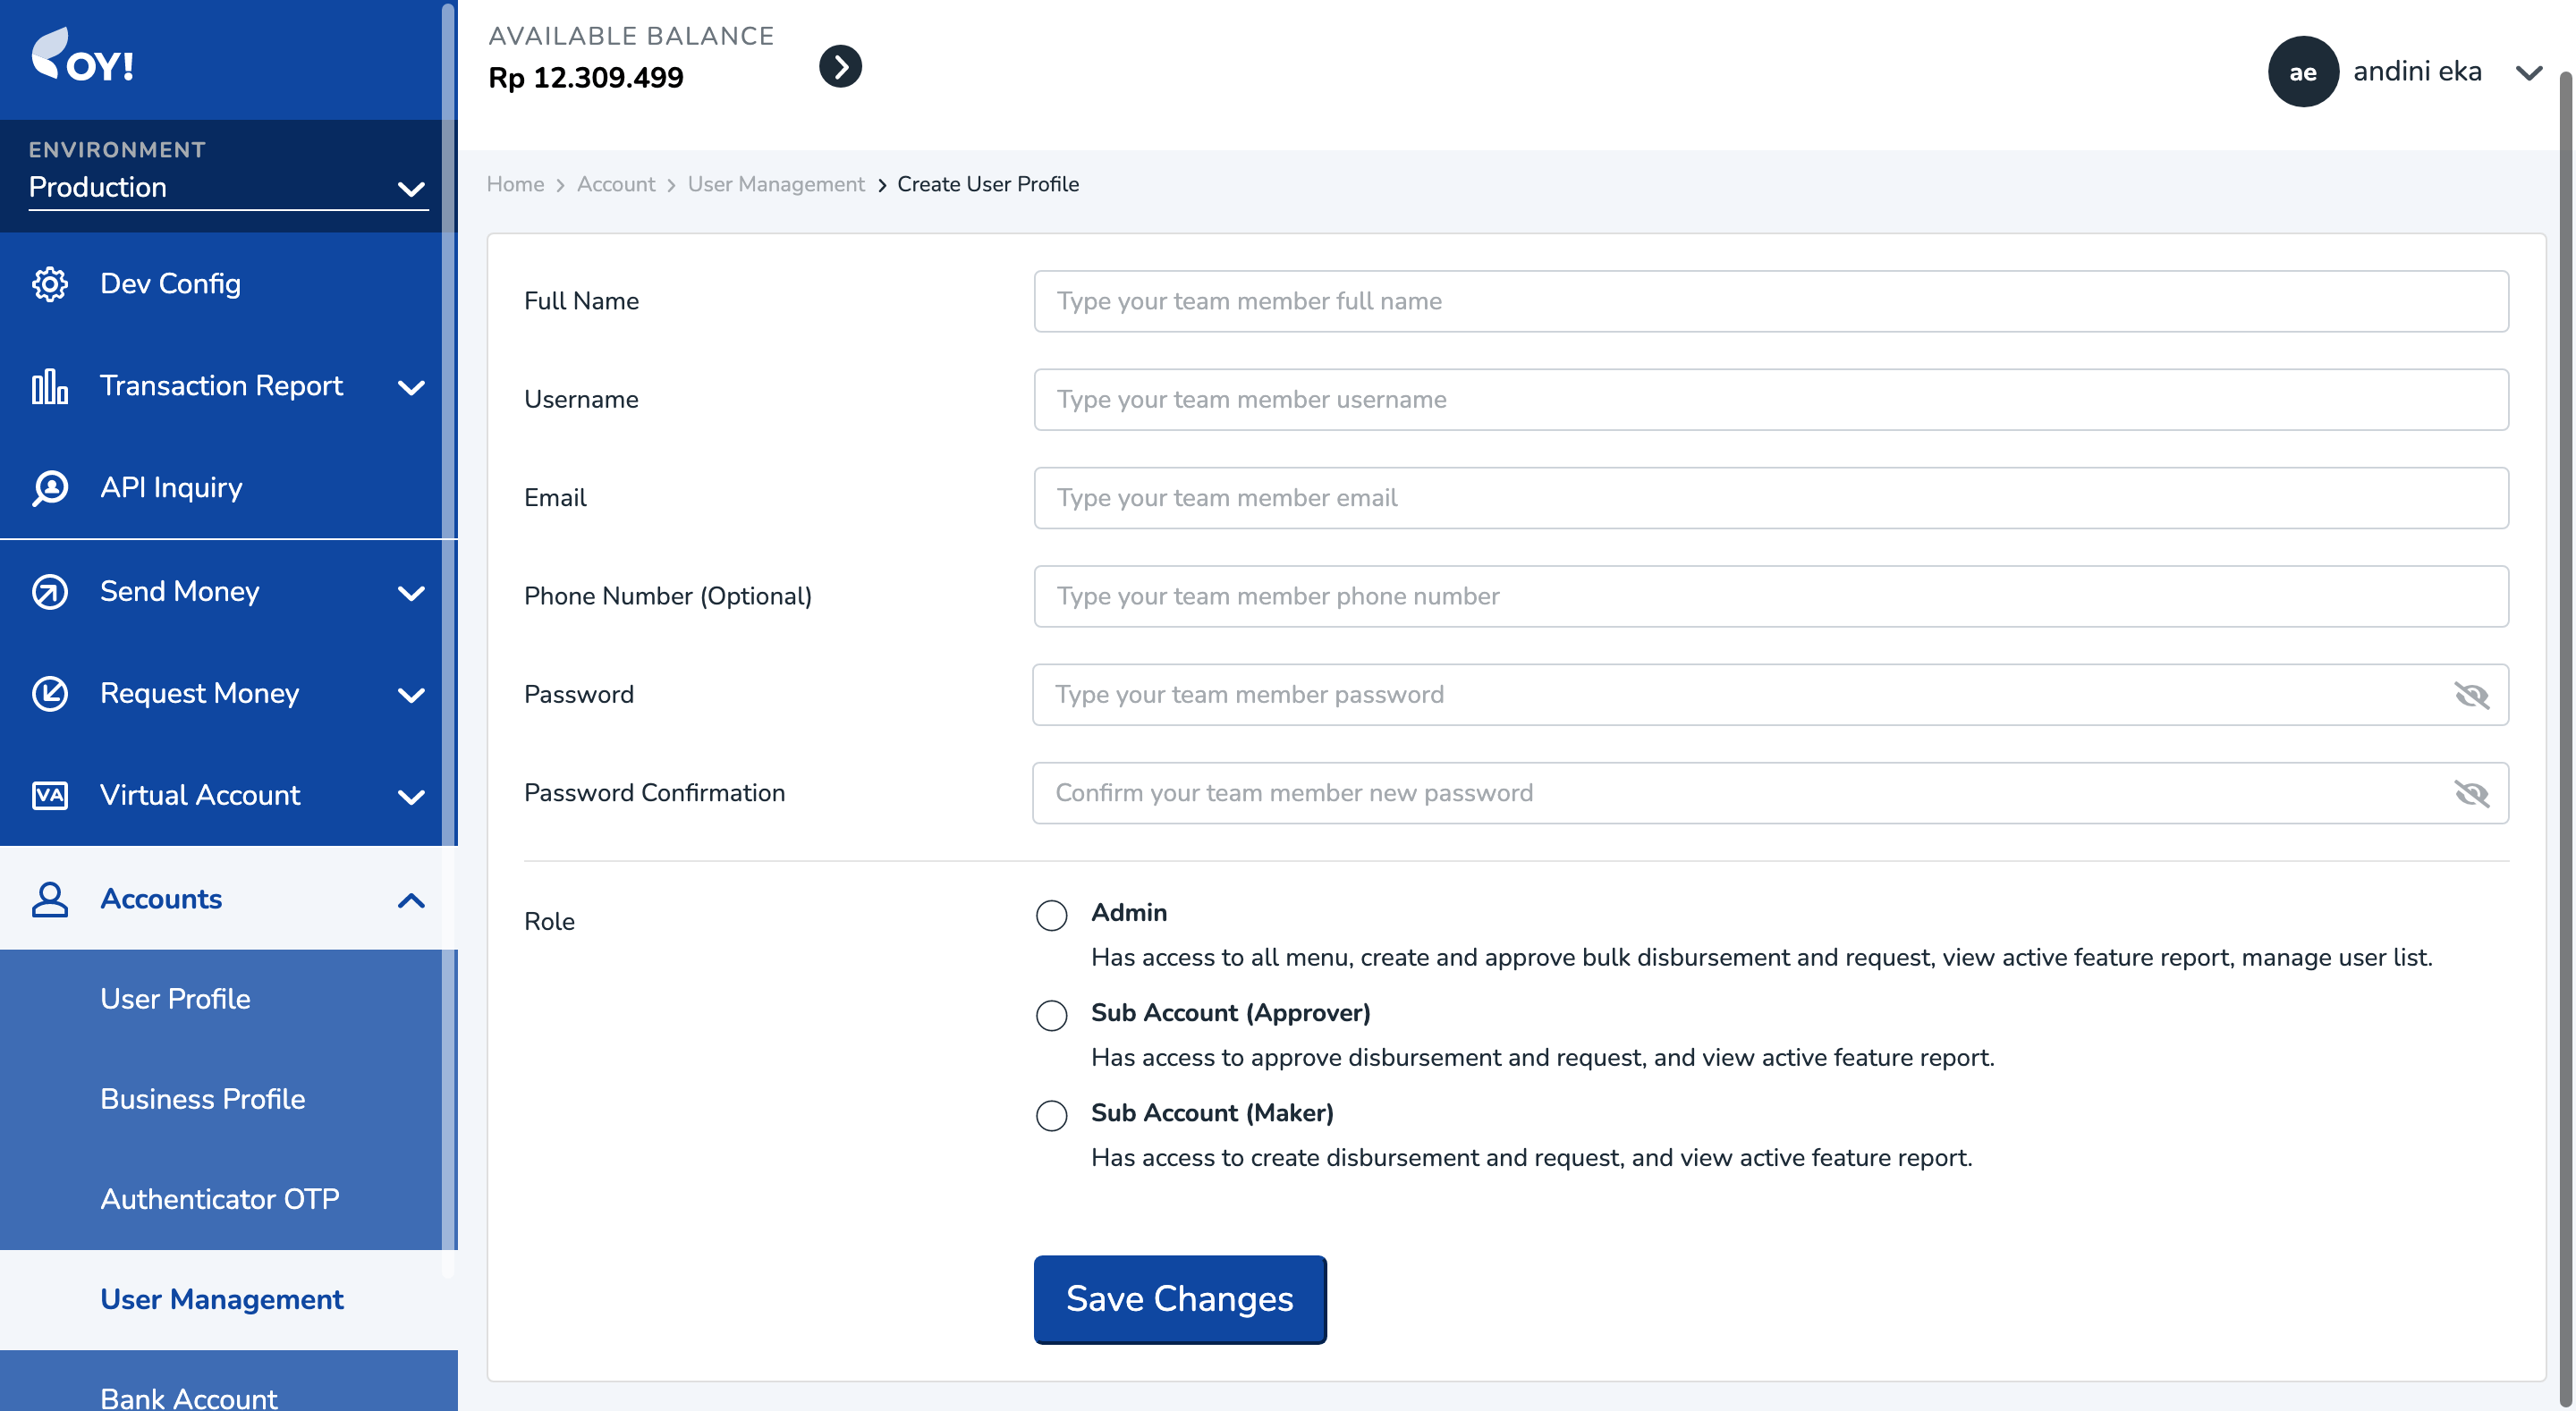 OY!
ENVIRONMENT
Production
Dev Config
Transaction Report
API Inquiry
Send Money
Request Money
VA
Virtual Account
Accounts
User Profile
Business Profile
Authenticator OTP
User Management
Bank Account
AVAILABLE BALANCE
Rp 12.309.499
ae andini eka
Home > Account > User Management > Create User Profile
Full Name
Type your team member full name
Username
Type your team member username
Email
Type your team member email
Phone Number (Optional)
Type your team member phone number
Password
Type your team member password
Password Confirmation
Confirm your team member new password
Role
Admin
Has access to all menu, create and approve bulk disbursement and request, view active feature report, manage user list.
Sub Account (Approver)
Has access to approve disbursement and request, and view active feature report.
Sub Account (Maker)
Has access to create disbursement and request, and view active feature report.
Save Changes